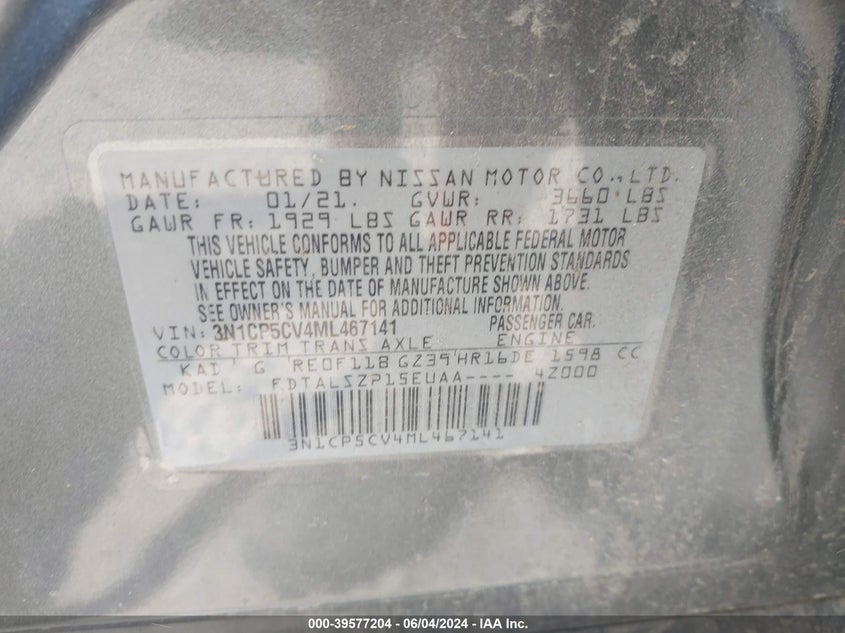 MANUFACTURED BY NISSAN MOTOR CO., LTD.
DATE: 01/21. GVWR: 3660 LBS
GAWR FR: 1929 LBS GAWR RR: 1731 LBS
THIS VEHICLE CONFORMS TO ALL APPLICABLE FEDERAL MOTOR
VEHICLE SAFETY, BUMPER AND THEFT PREVENTION STANDARDS
IN EFFECT ON THE DATE OF MANUFACTURE SHOWN ABOVE.
SEE OWNER'S MANUAL FOR ADDITIONAL INFORMATION.
VIN: 3N1CP5CV4ML467141 PASSENGER CAR.
COLOR TRIM TRANS AXLE ENGINE
KAD G RE0F11B GZ39 HR16DE 1598 CC
MODEL: FDTALSZP15EUAA---- 4Z000
3N1CP5CV4ML467141
000-39577204 - 06/04/2024 - IAA Inc.